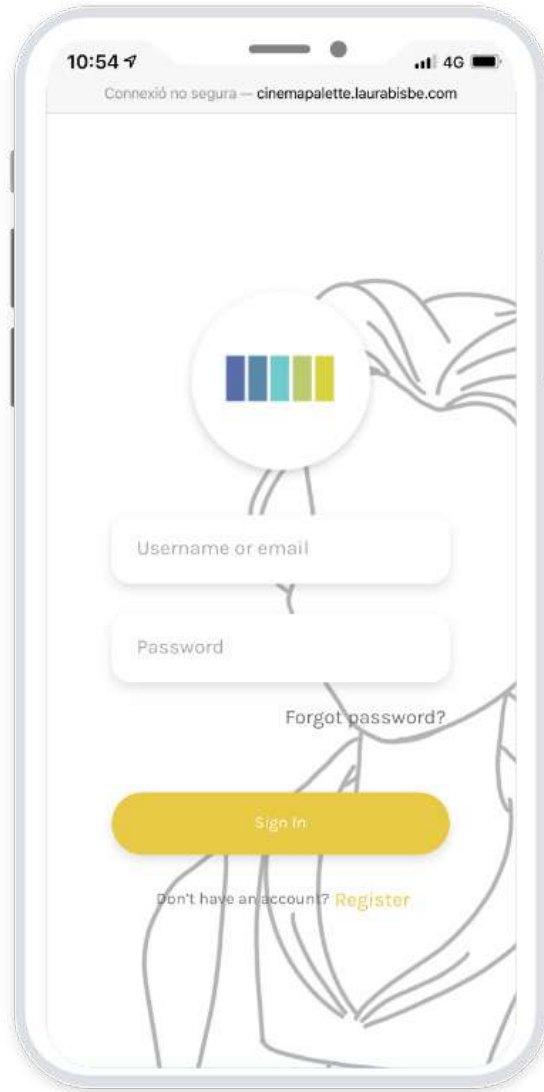 10:54 4G
Connexió no segura — cinemapalette.laurabisbe.com
Username or email
Password
Forgot password?
Sign In
Don't have an account? Register